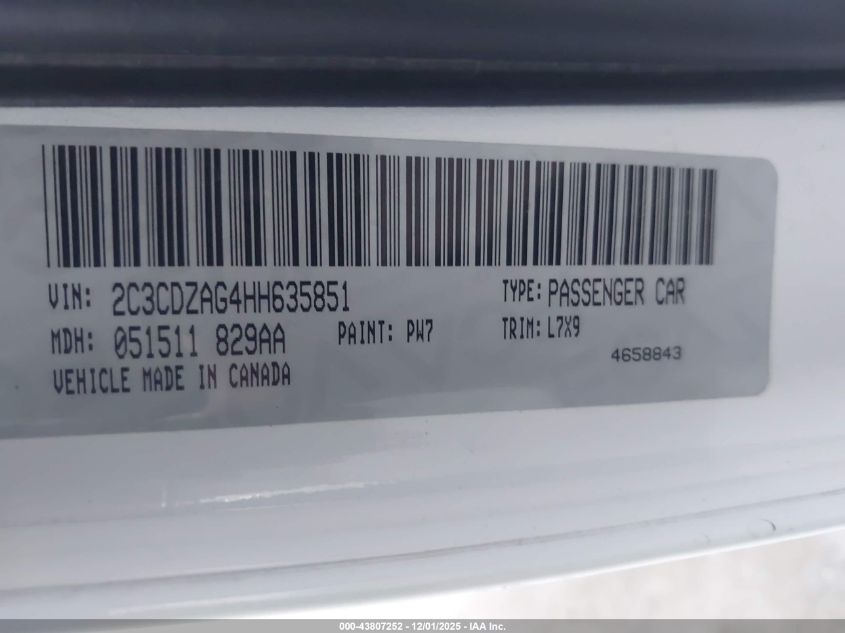 VIN: 2C3CDZAG4HH635851 TYPE: PASSENGER CAR
MDH: 051511 829AA PAINT: PW7 TRIM: L7X9
4658843
VEHICLE MADE IN CANADA
000-43807252 - 12/01/2025 - IAA Inc.